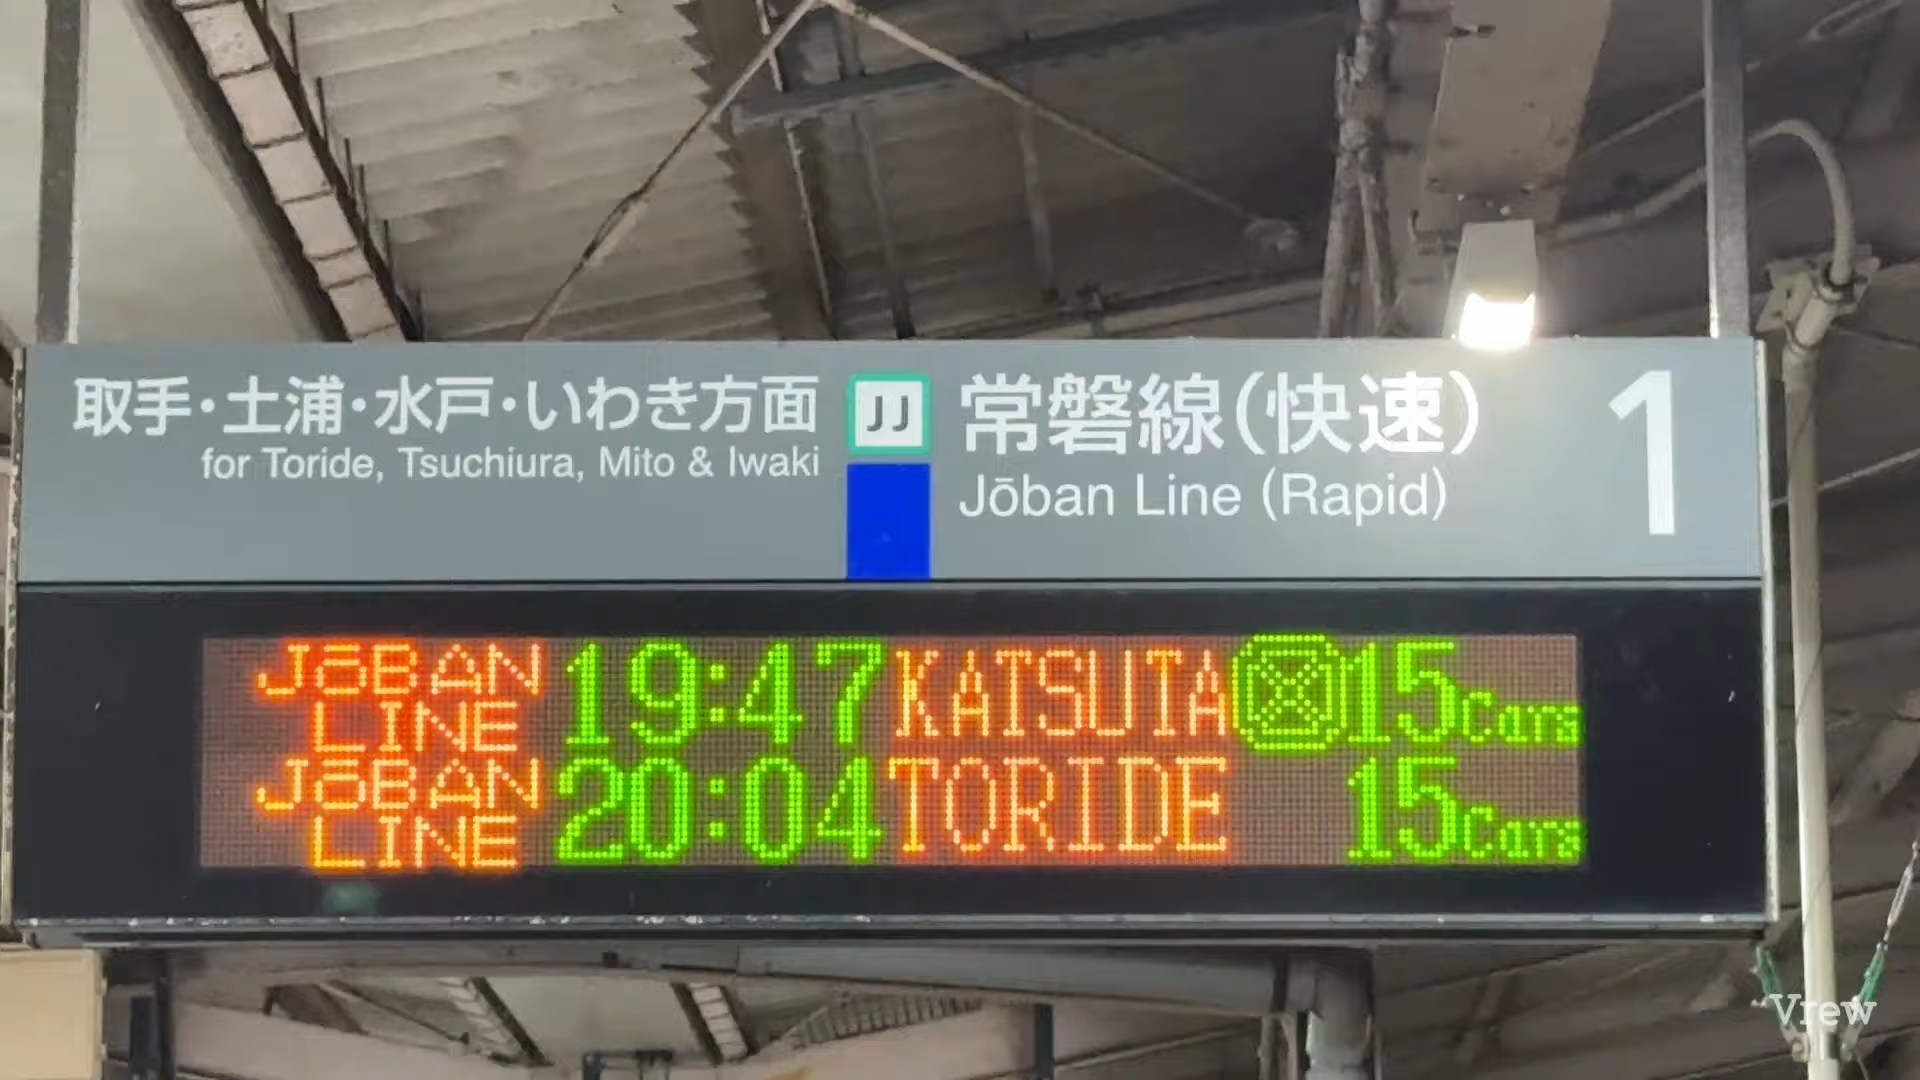 取手・土浦・水戸・いわき方面
for Toride, Tsuchiura, Mito & Iwaki
JJ
常磐線(快速)
Jōban Line (Rapid)
1
JōBAN LINE 19:47 KATSUTA 15cars
JōBAN LINE 20:04 TORIDE 15cars
Vrew